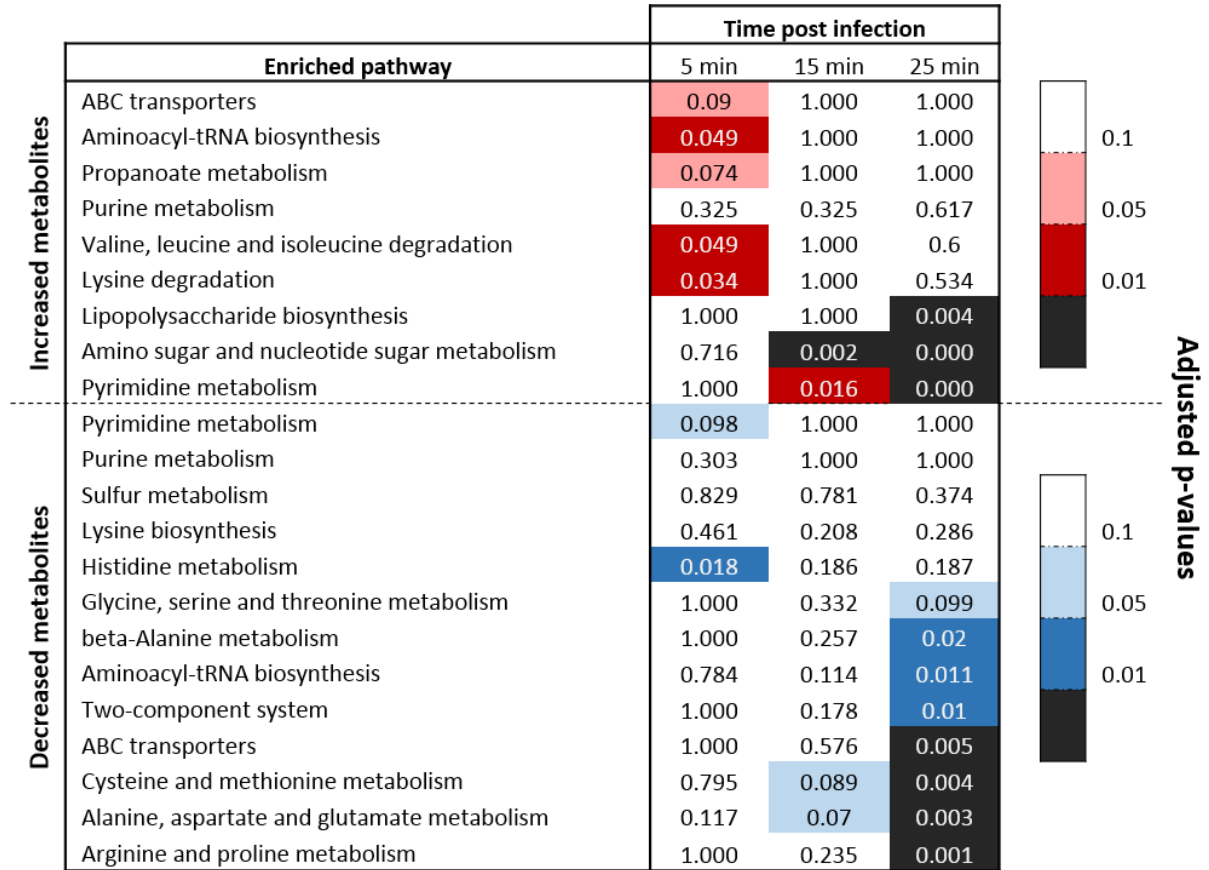 Time post infection
Enriched pathway 5 min 15 min 25 min
Increased metabolites
ABC transporters 0.09 1.000 1.000
Aminoacyl-tRNA biosynthesis 0.049 1.000 1.000
Propanoate metabolism 0.074 1.000 1.000
Purine metabolism 0.325 0.325 0.617
Valine, leucine and isoleucine degradation 0.049 1.000 0.6
Lysine degradation 0.034 1.000 0.534
Lipopolysaccharide biosynthesis 1.000 1.000 0.004
Amino sugar and nucleotide sugar metabolism 0.716 0.002 0.000
Pyrimidine metabolism 1.000 0.016 0.000
Decreased metabolites
Pyrimidine metabolism 0.098 1.000 1.000
Purine metabolism 0.303 1.000 1.000
Sulfur metabolism 0.829 0.781 0.374
Lysine biosynthesis 0.461 0.208 0.286
Histidine metabolism 0.018 0.186 0.187
Glycine, serine and threonine metabolism 1.000 0.332 0.099
beta-Alanine metabolism 1.000 0.257 0.02
Aminoacyl-tRNA biosynthesis 0.784 0.114 0.011
Two-component system 1.000 0.178 0.01
ABC transporters 1.000 0.576 0.005
Cysteine and methionine metabolism 0.795 0.089 0.004
Alanine, aspartate and glutamate metabolism 0.117 0.07 0.003
Arginine and proline metabolism 1.000 0.235 0.001
0.1
0.05
0.01
Adjusted p-values
0.1
0.05
0.01